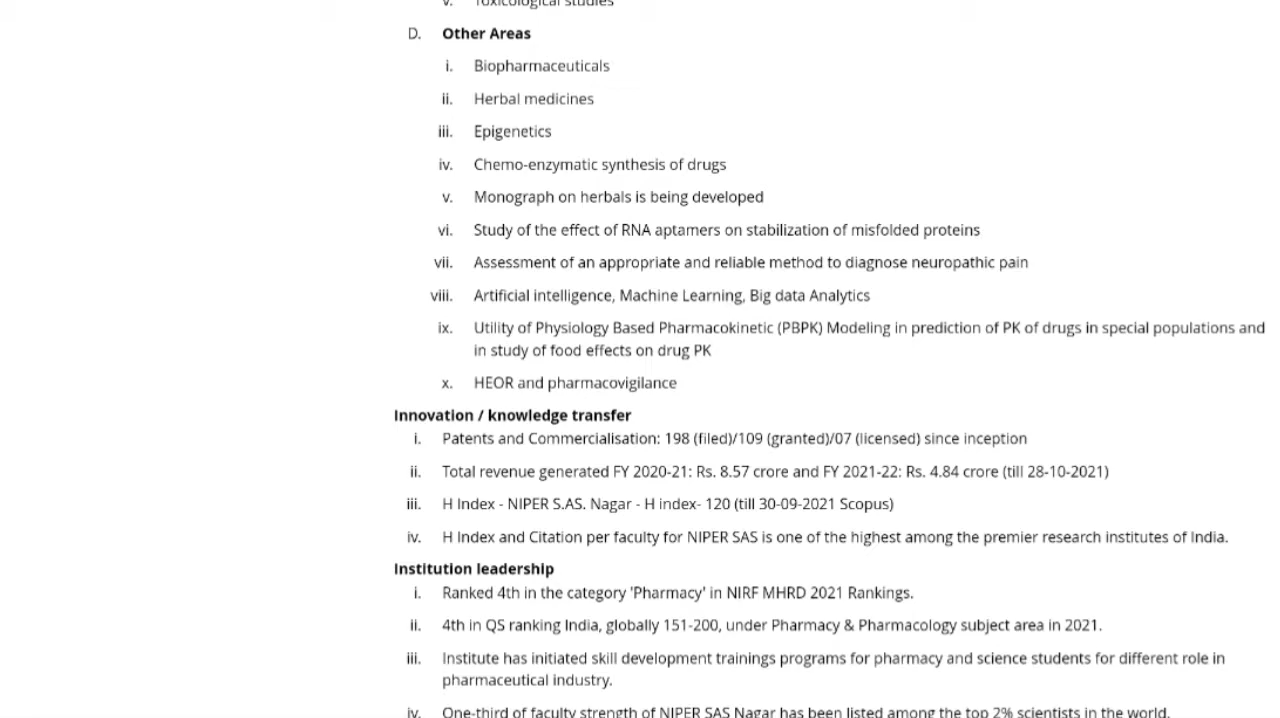 v. Toxicological studies
D. Other Areas
i. Biopharmaceuticals
ii. Herbal medicines
iii. Epigenetics
iv. Chemo-enzymatic synthesis of drugs
v. Monograph on herbals is being developed
vi. Study of the effect of RNA aptamers on stabilization of misfolded proteins
vii. Assessment of an appropriate and reliable method to diagnose neuropathic pain
viii. Artificial intelligence, Machine Learning, Big data Analytics
ix. Utility of Physiology Based Pharmacokinetic (PBPK) Modeling in prediction of PK of drugs in special populations and
in study of food effects on drug PK
x. HEOR and pharmacovigilance
Innovation / knowledge transfer
i. Patents and Commercialisation: 198 (filed)/109 (granted)/07 (licensed) since inception
ii. Total revenue generated FY 2020-21: Rs. 8.57 crore and FY 2021-22: Rs. 4.84 crore (till 28-10-2021)
iii. H Index - NIPER S.AS. Nagar - H index- 120 (till 30-09-2021 Scopus)
iv. H Index and Citation per faculty for NIPER SAS is one of the highest among the premier research institutes of India.
Institution leadership
i. Ranked 4th in the category 'Pharmacy' in NIRF MHRD 2021 Rankings.
ii. 4th in QS ranking India, globally 151-200, under Pharmacy & Pharmacology subject area in 2021.
iii. Institute has initiated skill development trainings programs for pharmacy and science students for different role in
pharmaceutical industry.
iv. One-third of faculty strength of NIPER SAS Nagar has been listed among the top 2% scientists in the world.